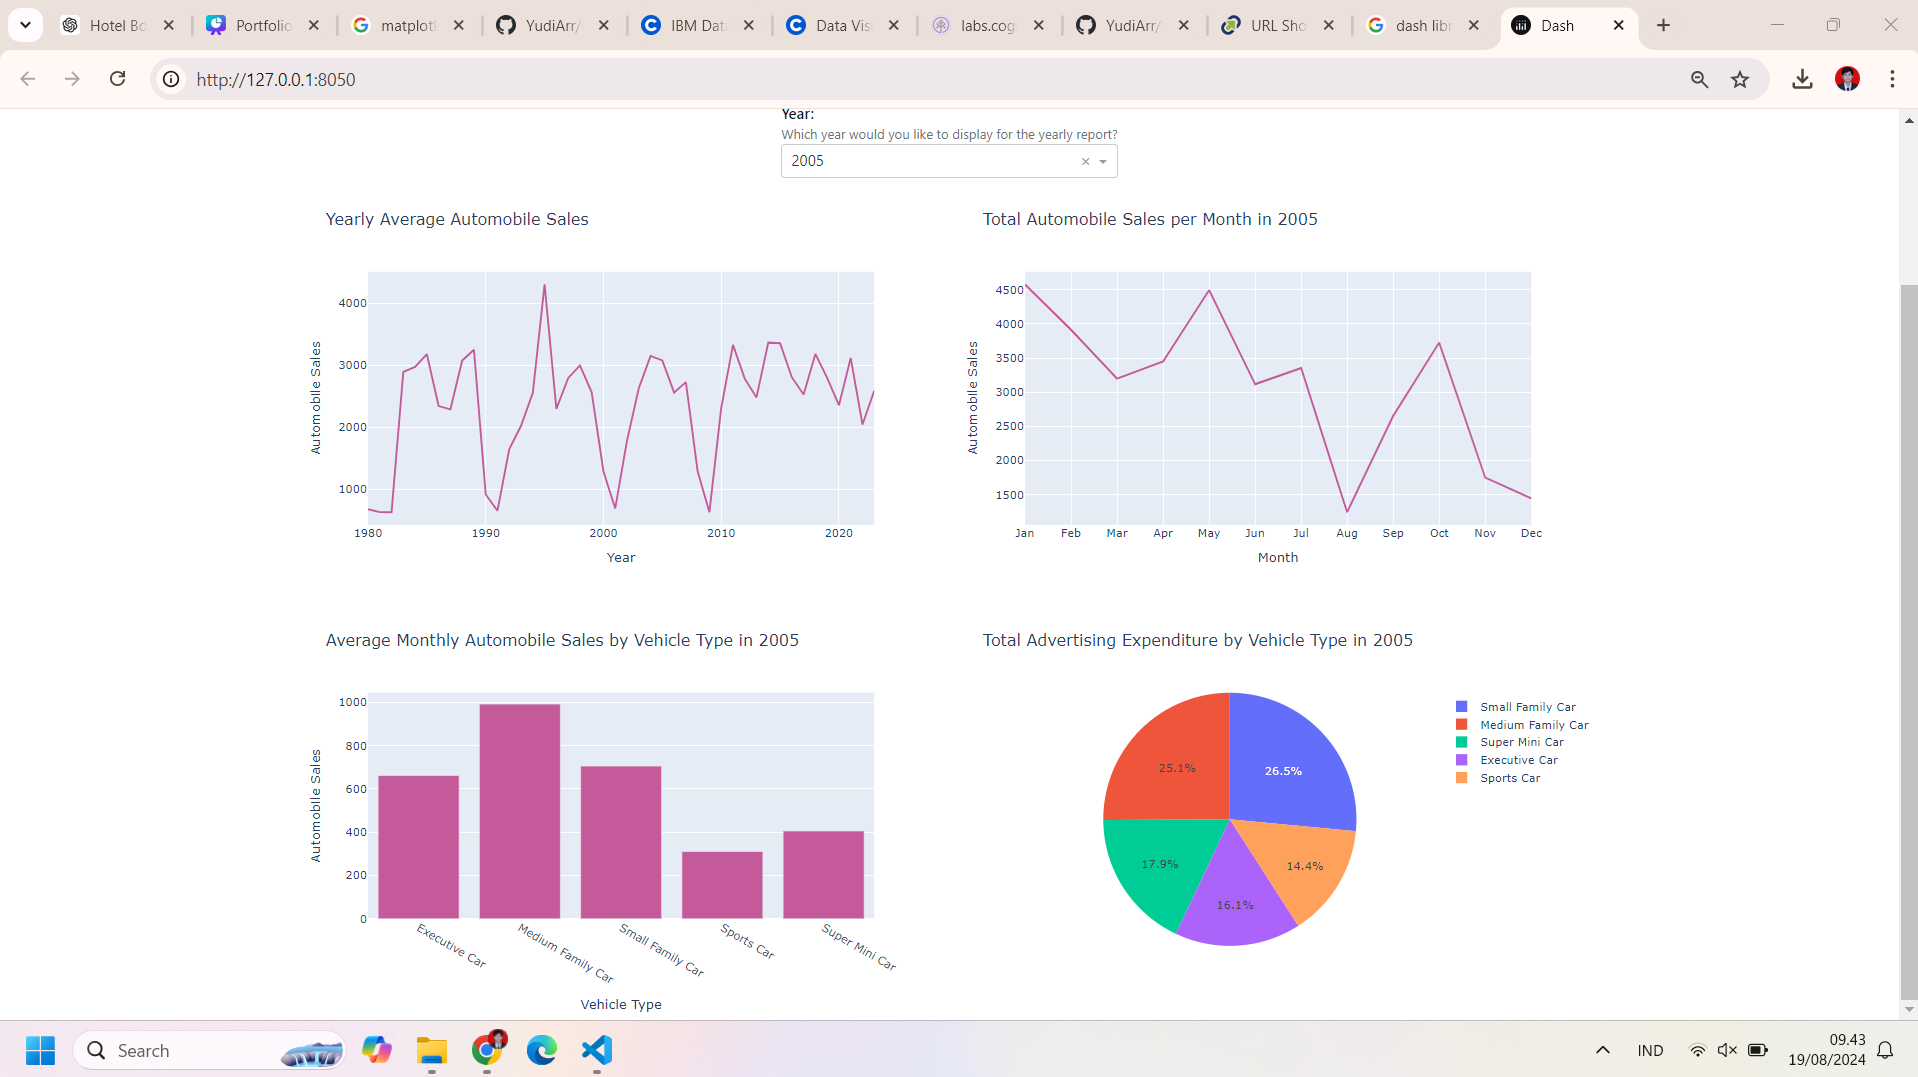 Hotel Bo
Portfolio
matplotl
YudiArr/
IBM Data
Data Vis
labs.cog
YudiArr/
URL Sho
dash libr
Dash
http://127.0.0.1:8050
Year:
Which year would you like to display for the yearly report?
2005
Yearly Average Automobile Sales
4000
3000
2000
1000
Automobile Sales
1980 1990 2000 2010 2020
Year
Total Automobile Sales per Month in 2005
4500
4000
3500
3000
2500
2000
1500
Automobile Sales
Jan Feb Mar Apr May Jun Jul Aug Sep Oct Nov Dec
Month
Average Monthly Automobile Sales by Vehicle Type in 2005
1000
800
600
400
200
0
Automobile Sales
Executive Car
Medium Family Car
Small Family Car
Sports Car
Super Mini Car
Vehicle Type
Total Advertising Expenditure by Vehicle Type in 2005
25.1%
26.5%
17.9%
14.4%
16.1%
Small Family Car
Medium Family Car
Super Mini Car
Executive Car
Sports Car
Search
IND
09.43
19/08/2024